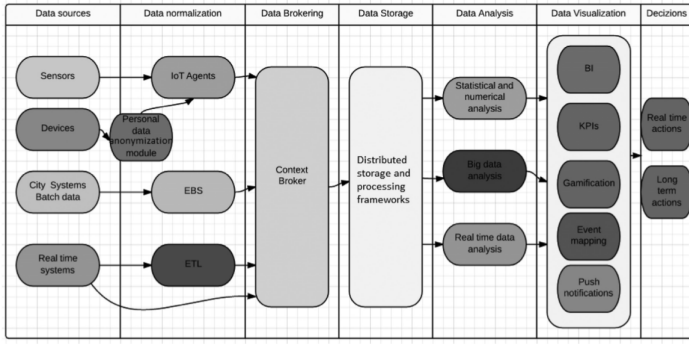 Data sources
Data normalization
Data Brokering
Data Storage
Data Analysis
Data Visualization
Decizions
Sensors
IoT Agents
Devices
Personal
data
anonymization
module
City Systems
Batch data
EBS
Real time
systems
ETL
Context
Broker
Distributed
storage and
processing
frameworks
Statistical and
numerical
analysis
Big data
analysis
Real time data
analysis
BI
KPIs
Gamification
Event
mapping
Push
notifications
Real time
actions
Long
term
actions